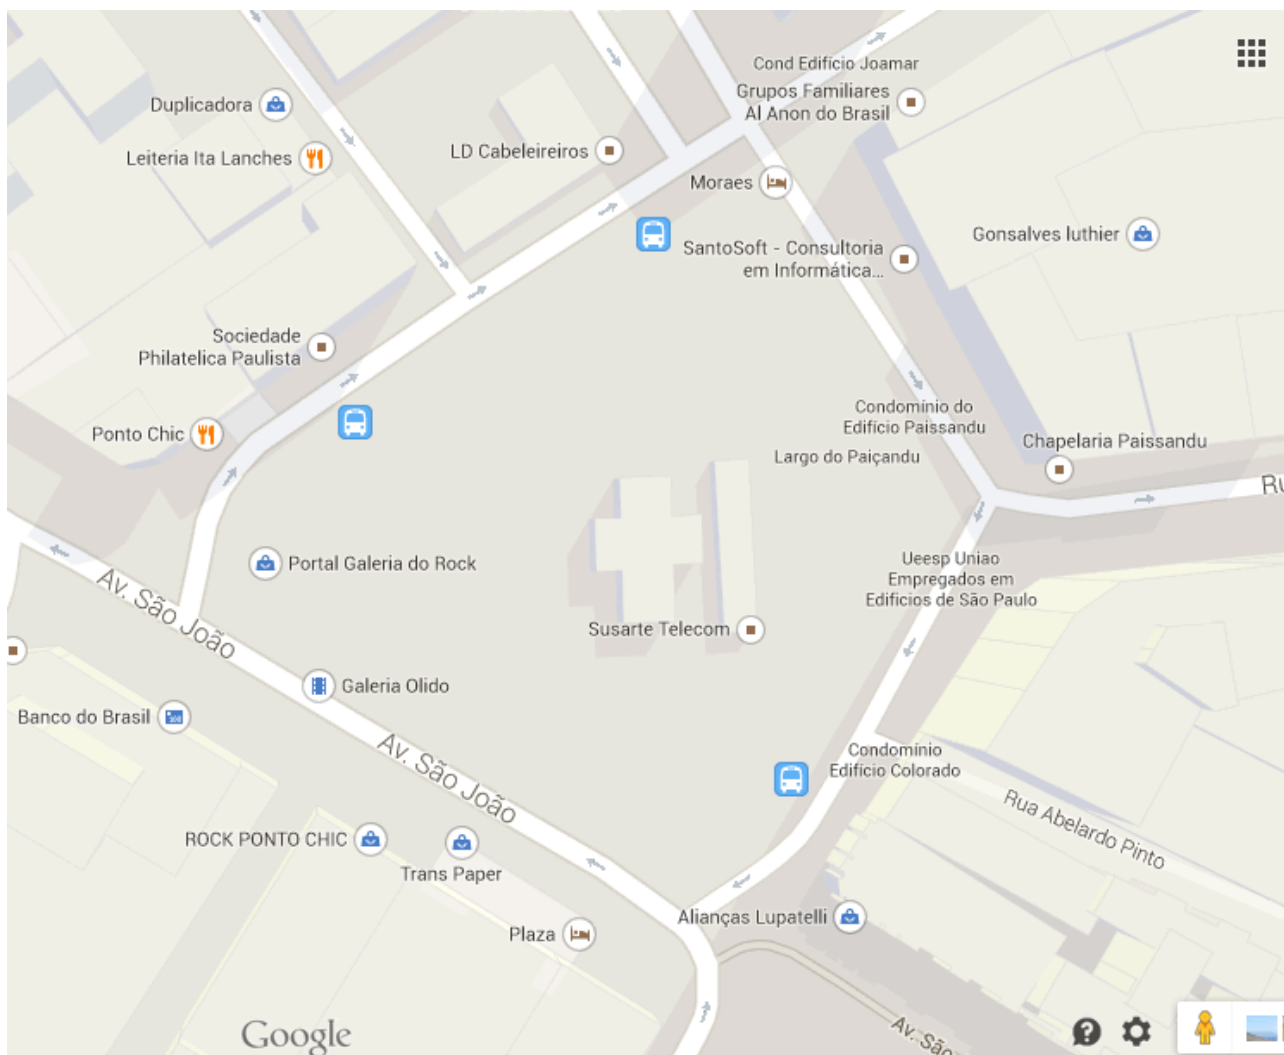 Cond Edifício Joamar
Grupos Familiares
Al Anon do Brasil
Duplicadora
Leiteria Ita Lanches
LD Cabeleireiros
Moraes
Gonsalves luthier
SantoSoft - Consultoria
em Informática...
Sociedade
Philatelica Paulista
Condomínio do
Edifício Paissandu
Ponto Chic
Chapelaria Paissandu
Largo do Paiçandu
Ru
Portal Galeria do Rock
Ueesp Uniao
Empregados em
Edificios de São Paulo
Av. São João
Susarte Telecom
Galeria Olido
Banco do Brasil
Av. São João
Condomínio
Edifício Colorado
Rua Abelardo Pinto
ROCK PONTO CHIC
Trans Paper
Alianças Lupatelli
Plaza
Av. São
Google